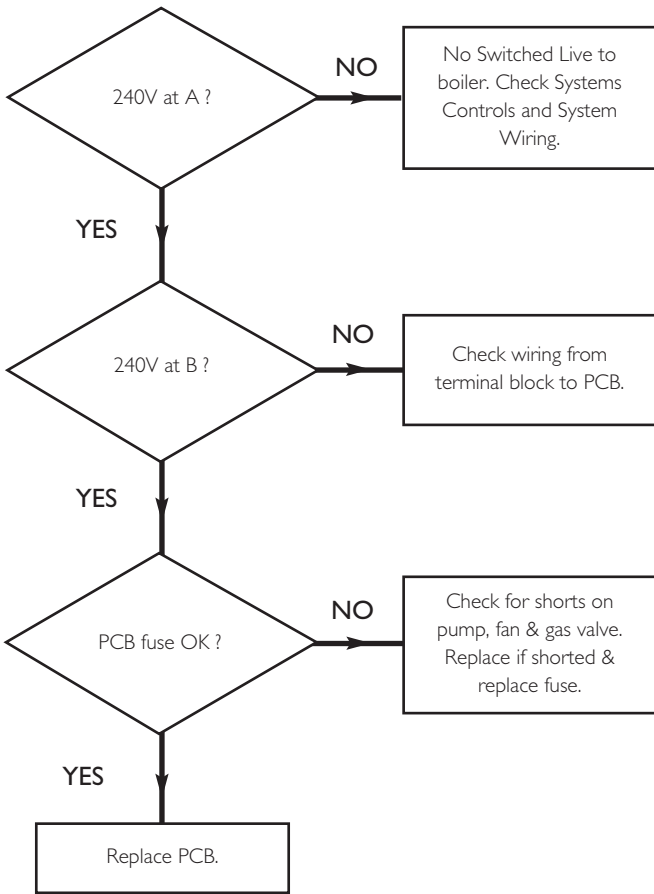 240V at A ?
NO
No Switched Live to
boiler. Check Systems
Controls and System
Wiring.
YES
240V at B ?
NO
Check wiring from
terminal block to PCB.
YES
PCB fuse OK ?
NO
Check for shorts on
pump, fan & gas valve.
Replace if shorted &
replace fuse.
YES
Replace PCB.